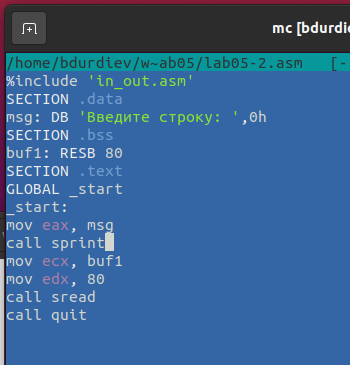 mc [bdurdie
/home/bdurdiev/w~ab05/lab05-2.asm [-
%include 'in_out.asm'
SECTION .data
msg: DB 'Введите строку: ',0h
SECTION .bss
buf1: RESB 80
SECTION .text
GLOBAL _start
_start:
mov eax, msg
call sprint
mov ecx, buf1
mov edx, 80
call sread
call quit